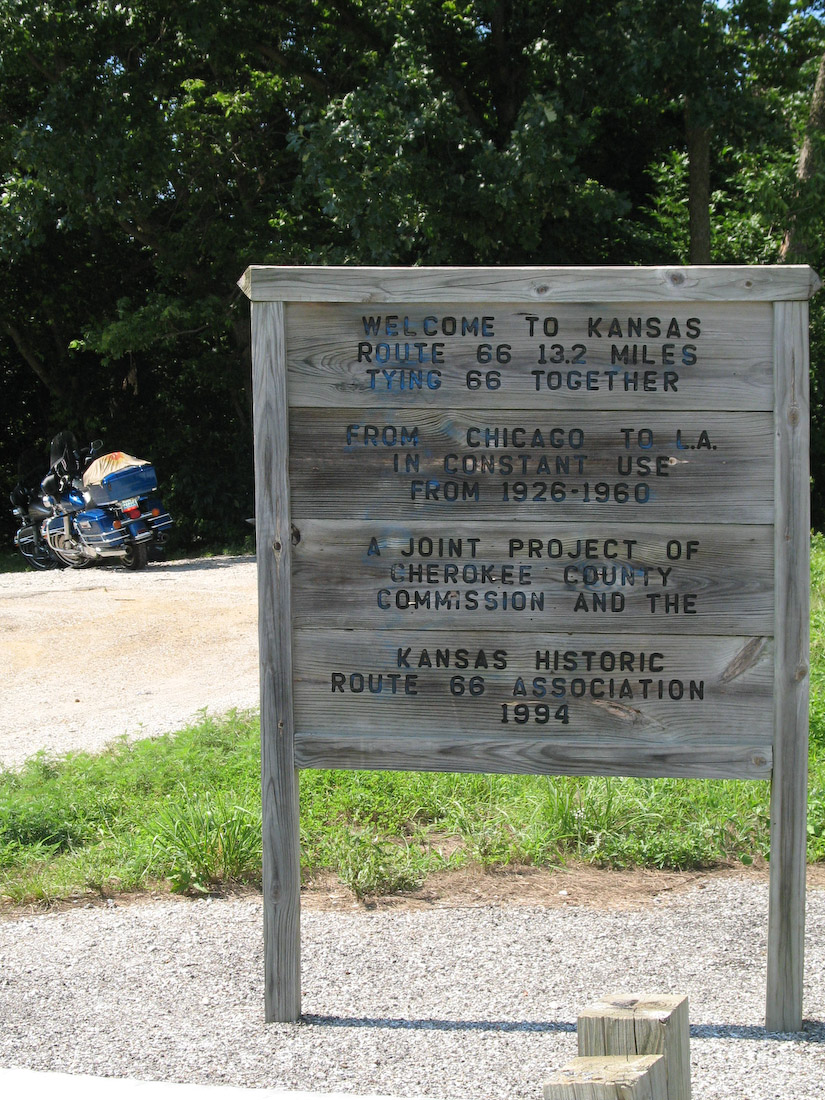 WELCOME TO KANSAS
ROUTE 66 13.2 MILES
TYING 66 TOGETHER
FROM CHICAGO TO L.A.
IN CONSTANT USE
FROM 1926-1960
A JOINT PROJECT OF
CHEROKEE COUNTY
COMMISSION AND THE
KANSAS HISTORIC
ROUTE 66 ASSOCIATION
1994